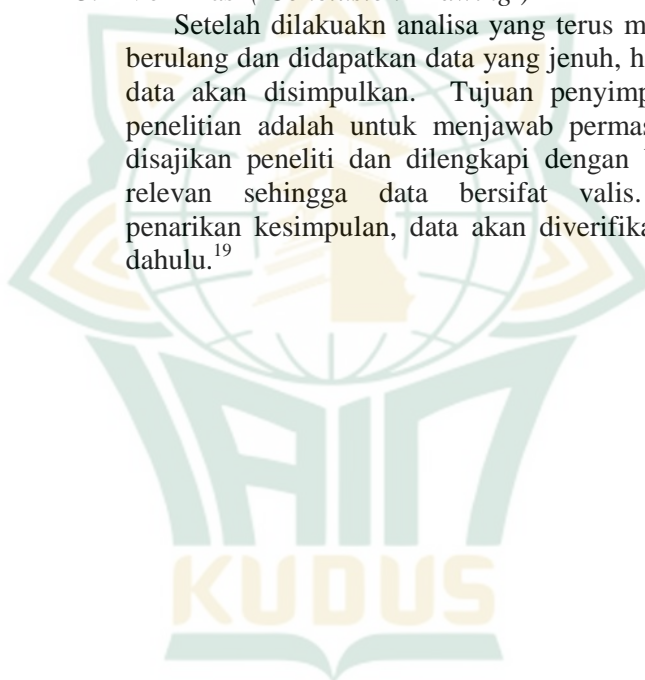 Setelah dilakuakn analisa yang terus m
berulang dan didapatkan data yang jenuh, h
data akan disimpulkan. Tujuan penyimp
penelitian adalah untuk menjawab permas
disajikan peneliti dan dilengkapi dengan
relevan sehingga data bersifat valis.
penarikan kesimpulan, data akan diverifika
dahulu.19
IAIN
KUDUS